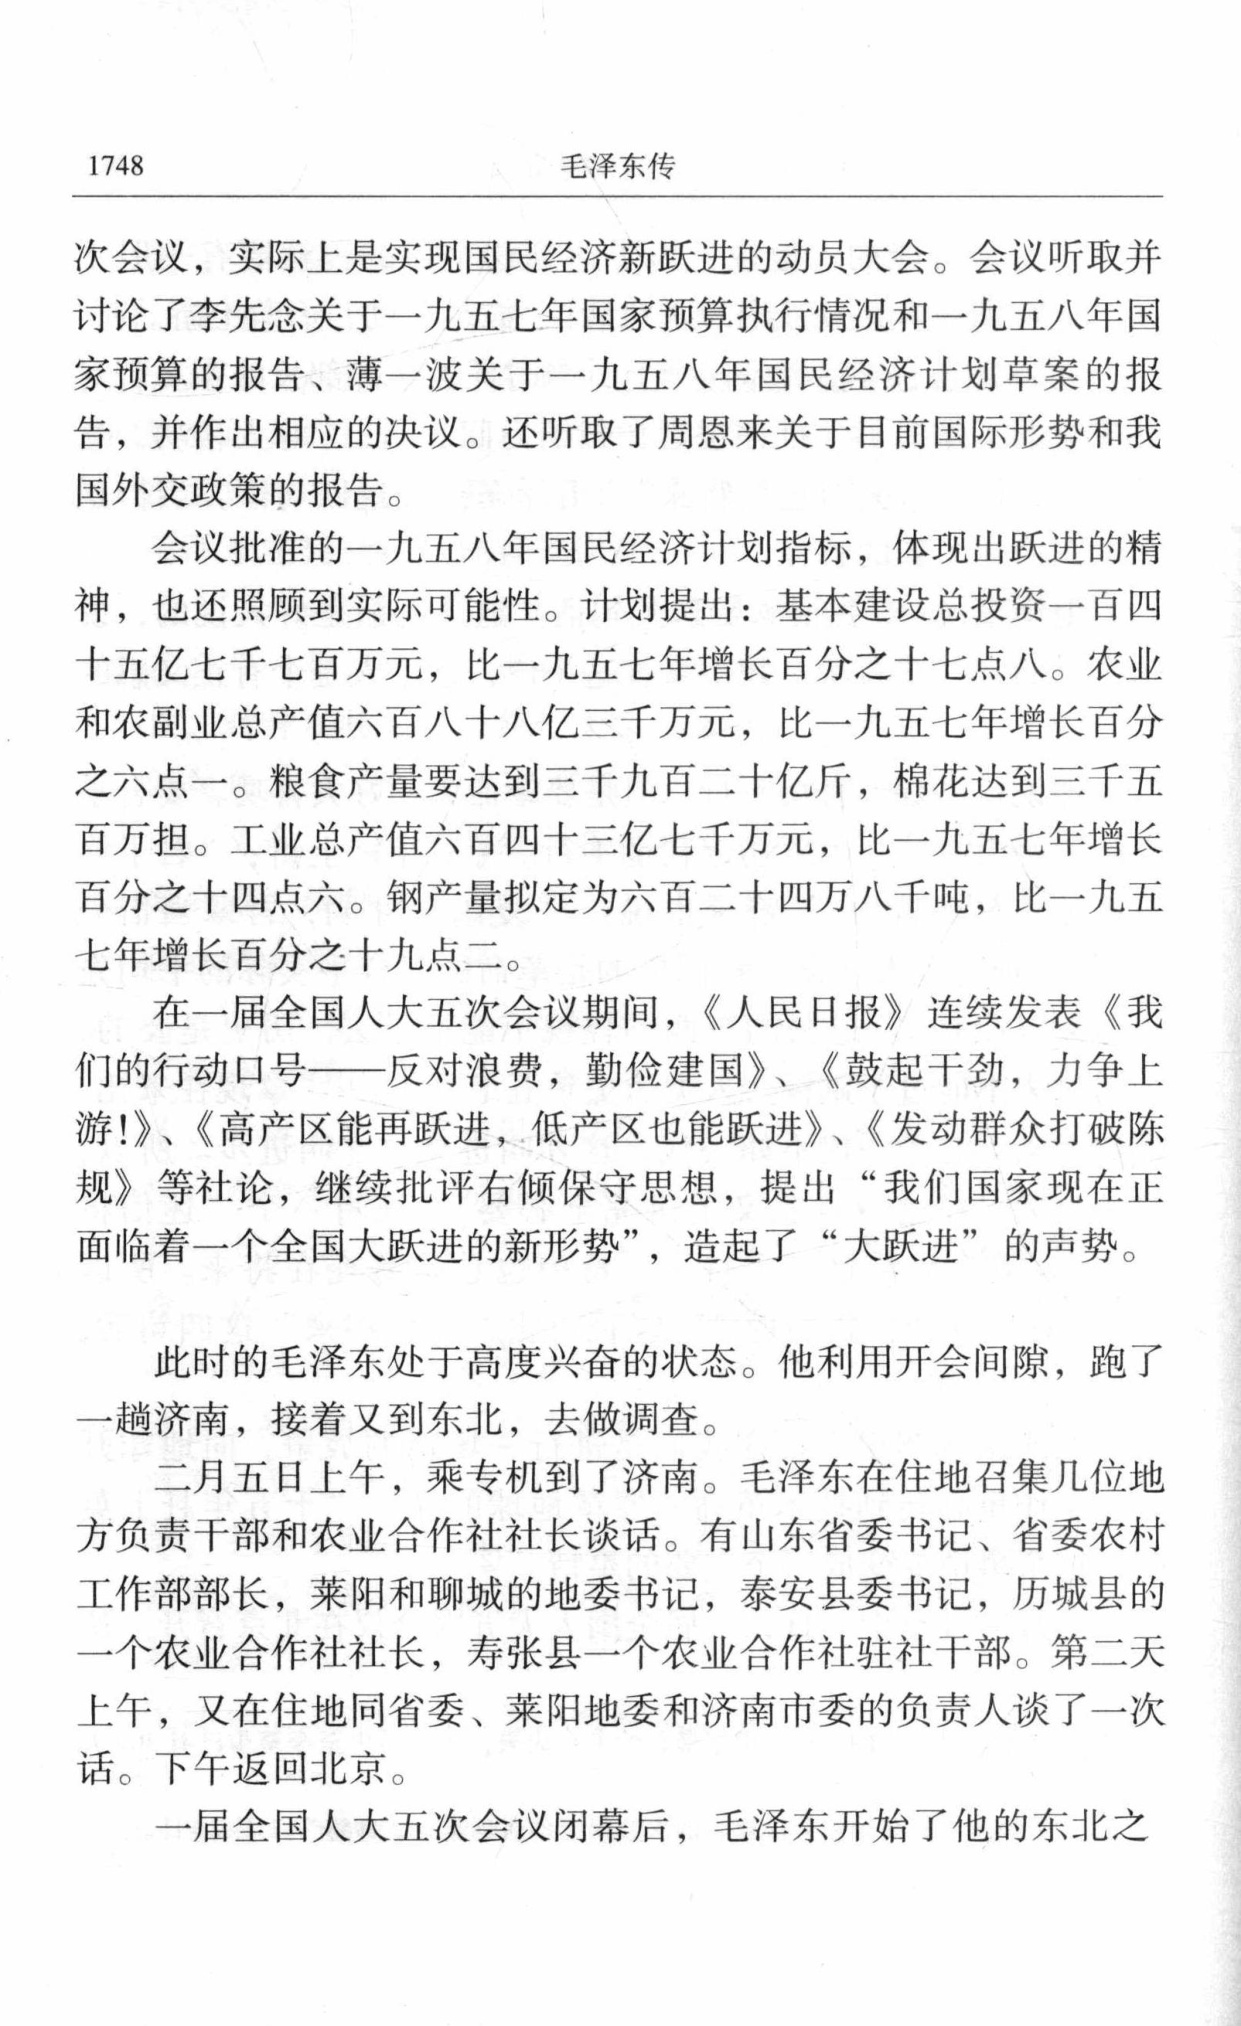 1748
毛泽东传
次会议，实际上是实现国民经济新跃进的动员大会。会议听取并
讨论了李先念关于一九五七年国家预算执行情况和一九五八年国
家预算的报告、薄一波关于一九五八年国民经济计划草案的报
告，并作出相应的决议。还听取了周恩来关于目前国际形势和我
国外交政策的报告。
会议批准的一九五八年国民经济计划指标，体现出跃进的精
神，也还照顾到实际可能性。计划提出：基本建设总投资一百四
十五亿七千七百万元，比一九五七年增长百分之十七点八。农业
和农副业总产值六百八十八亿三千万元，比一九五七年增长百分
之六点一。粮食产量要达到三千九百二十亿斤，棉花达到三千五
百万担。工业总产值六百四十三亿七千万元，比一九五七年增长
百分之十四点六。钢产量拟定为六百二十四万八千吨，比一九五
七年增长百分之十九点二。
在一届全国人大五次会议期间，《人民日报》连续发表《我
们的行动口号——反对浪费，勤俭建国》、《鼓起干劲，力争上
游!》、《高产区能再跃进，低产区也能跃进》、《发动群众打破陈
规》等社论，继续批评右倾保守思想，提出“我们国家现在正
面临着一个全国大跃进的新形势”，造起了“大跃进”的声势。
此时的毛泽东处于高度兴奋的状态。他利用开会间隙，跑了
一趟济南，接着又到东北，去做调查。
二月五日上午，乘专机到了济南。毛泽东在住地召集几位地
方负责干部和农业合作社社长谈话。有山东省委书记、省委农村
工作部部长，莱阳和聊城的地委书记，泰安县委书记，历城县的
一个农业合作社社长，寿张县一个农业合作社驻社干部。第二天
上午，又在住地同省委、莱阳地委和济南市委的负责人谈了一次
话。下午返回北京。
一届全国人大五次会议闭幕后，毛泽东开始了他的东北之